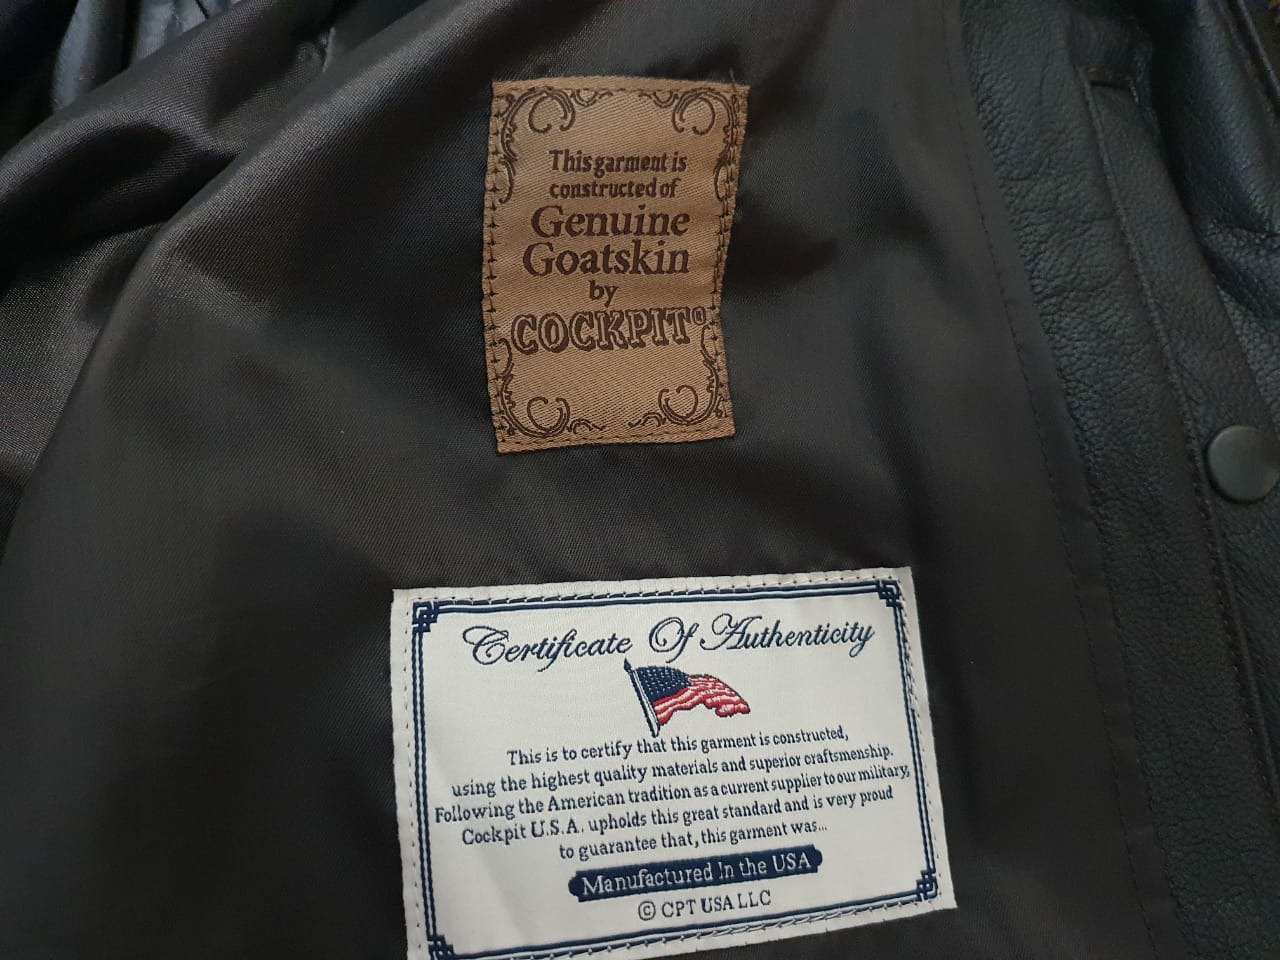 This garment is
constructed of
Genuine
Goatskin
by
COCKPIT®
Certificate Of Authenticity
This is to certify that this garment is constructed,
using the highest quality materials and superior craftsmenship.
Following the American tradition as a current supplier to our military,
Cockpit U.S.A. upholds this great standard and is very proud
to guarantee that, this garment was...
Manufactured In the USA
© CPT USA LLC